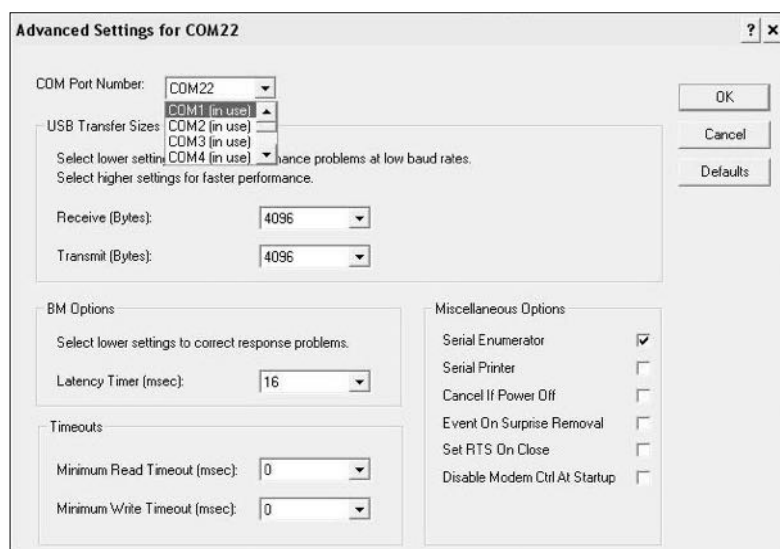 Advanced Settings for COM22
? ×
COM Port Number: COM22
COM1 (in use)
COM2 (in use)
COM3 (in use)
COM4 (in use)
OK
Cancel
Defaults
USB Transfer Sizes
Select lower settin mance problems at low baud rates.
Select higher settings for faster performance.
Receive (Bytes): 4096
Transmit (Bytes): 4096
BM Options
Select lower settings to correct response problems.
Latency Timer (msec): 16
Timeouts
Minimum Read Timeout (msec): 0
Minimum Write Timeout (msec): 0
Miscellaneous Options
Serial Enumerator
Serial Printer
Cancel If Power Off
Event On Surprise Removal
Set RTS On Close
Disable Modem Ctrl At Startup